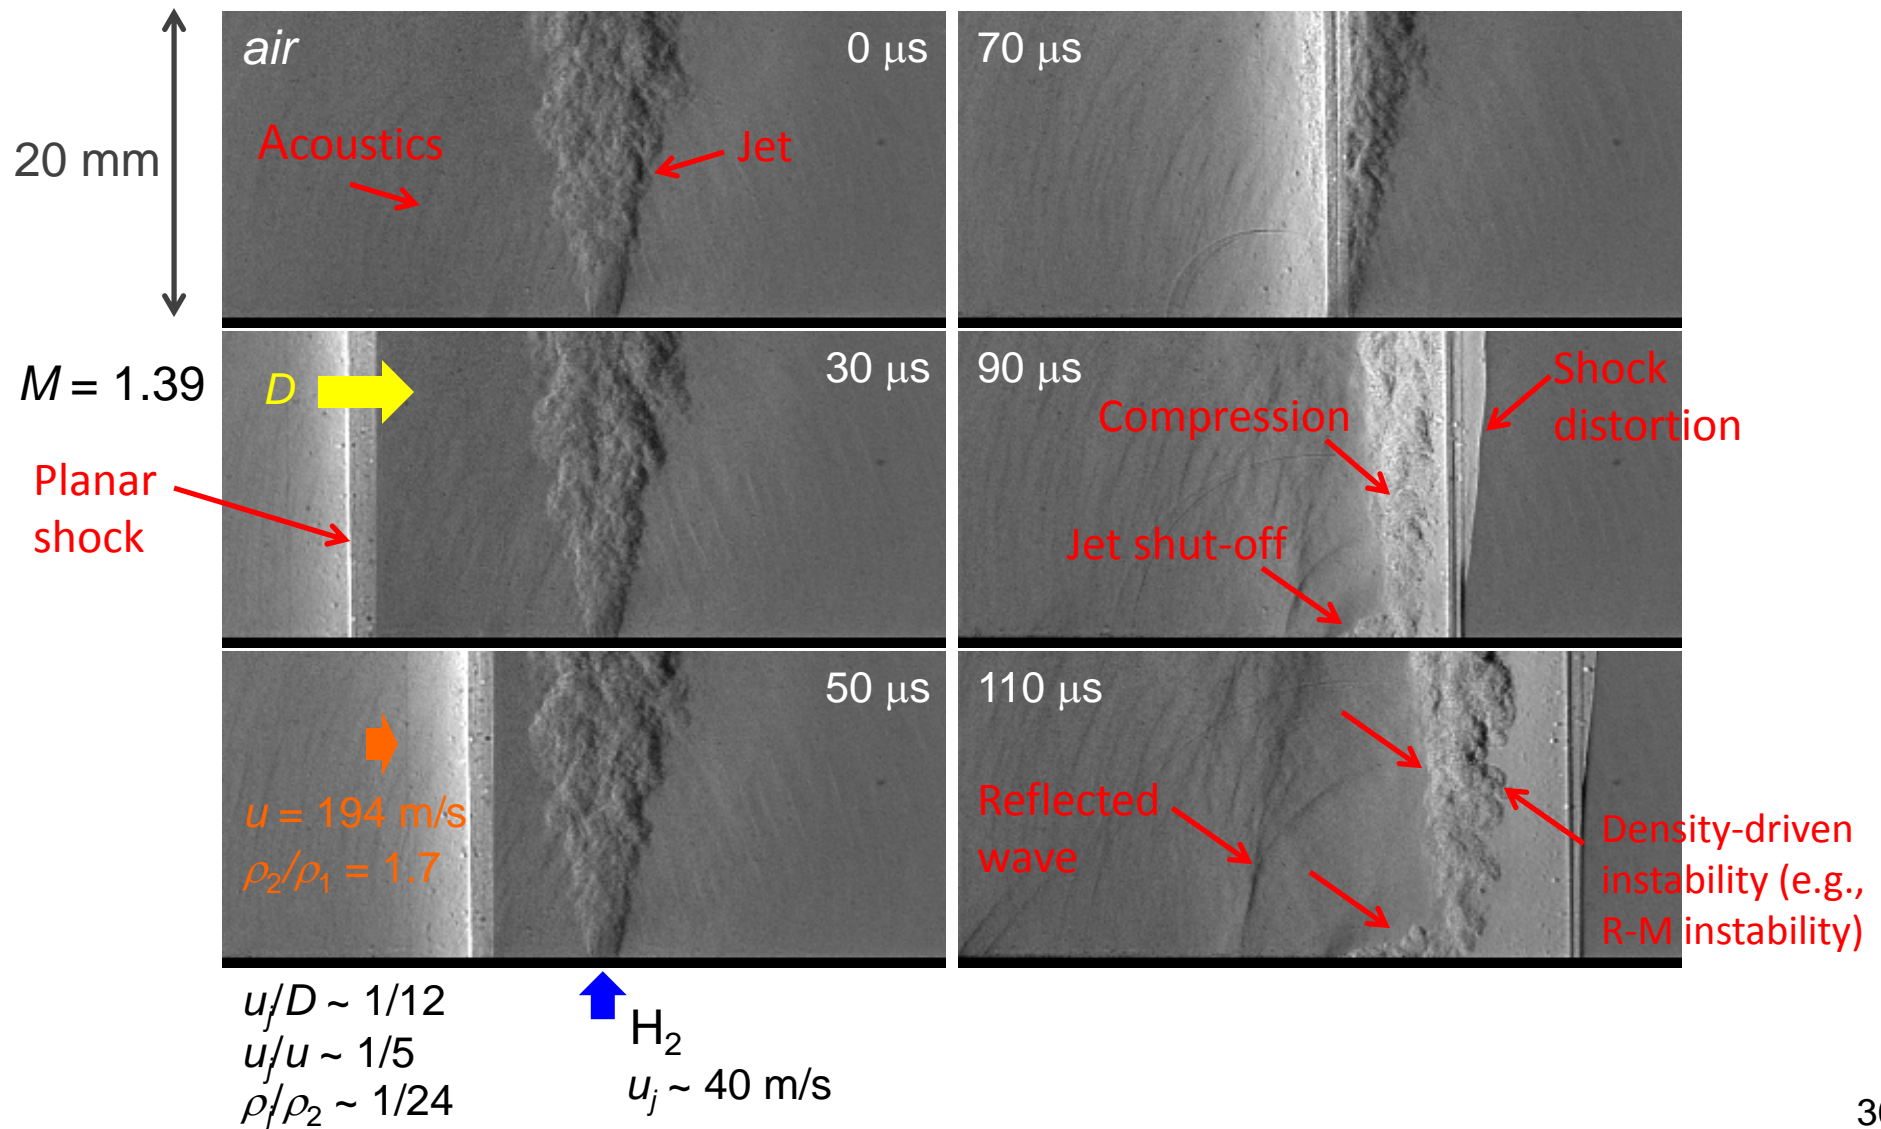 air
0 μs
70 μs
20 mm
Acoustics
Jet
M = 1.39
D
30 μs
90 μs
Planar
shock
Shock
distortion
Compression
Jet shut-off
50 μs
110 μs
u = 194 m/s
ρ2/ρ1 = 1.7
Reflected
wave
Density-driven
instability (e.g.,
R-M instability)
uj/D ~ 1/12
uj/u ~ 1/5
ρj/ρ2 ~ 1/24
H2
uj ~ 40 m/s